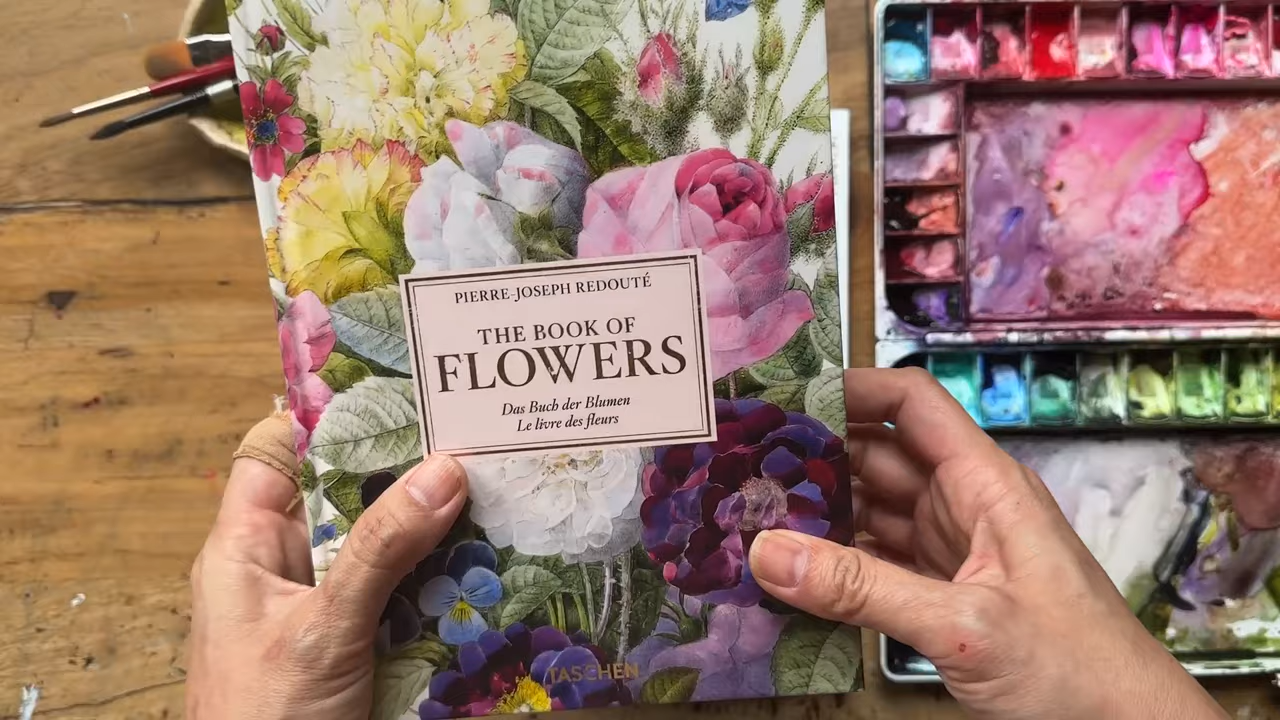 PIERRE-JOSEPH REDOUTÉ
THE BOOK OF
FLOWERS
Das Buch der Blumen
Le livre des fleurs
TASCHEN